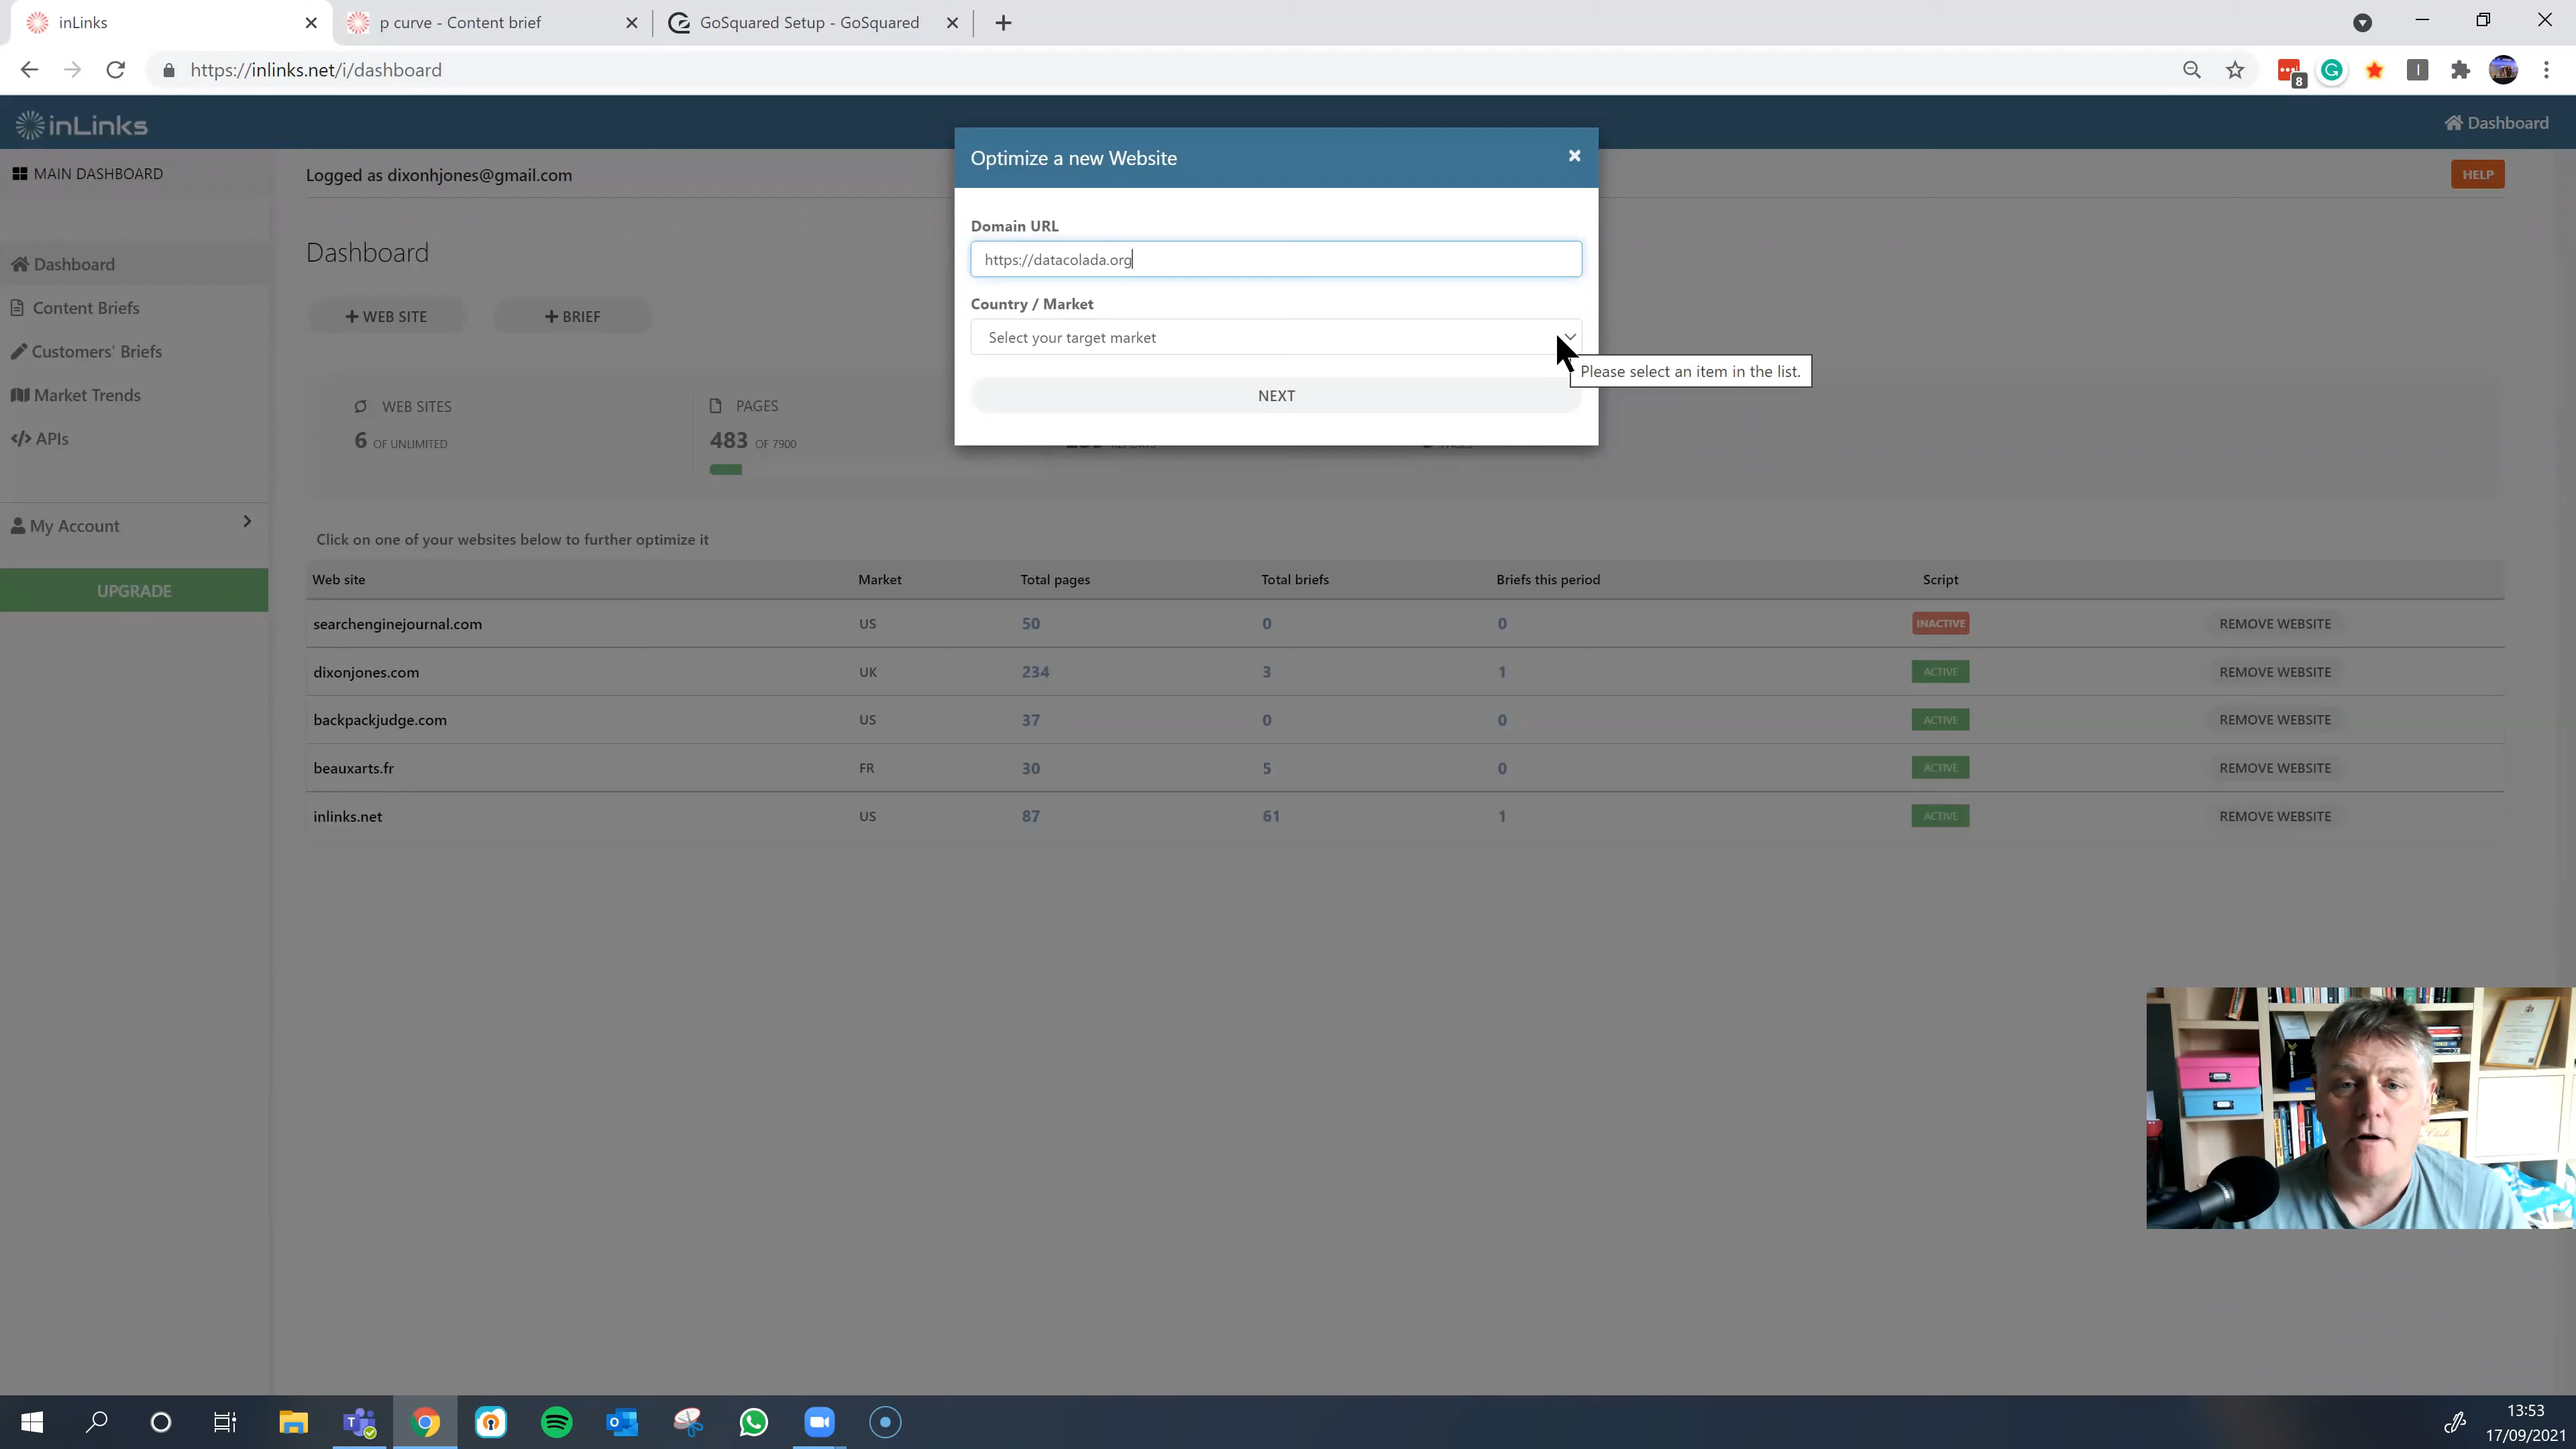 inLinks
p curve - Content brief
GoSquared Setup - GoSquared
https://inlinks.net/i/dashboard
8
inLinks
Dashboard
Optimize a new Website
MAIN DASHBOARD
Logged as dixonhjones@gmail.com
HELP
Domain URL
https://datacolada.org
Country / Market
Select your target market
Please select an item in the list.
NEXT
Dashboard
Content Briefs
Customers' Briefs
Market Trends
APIs
My Account
UPGRADE
Dashboard
WEB SITE
BRIEF
WEB SITES
6 OF UNLIMITED
PAGES
483 OF 7900
Click on one of your websites below to further optimize it
Web site Market Total pages Total briefs Briefs this period Script
searchenginejournal.com US 50 0 0 INACTIVE REMOVE WEBSITE
dixonjones.com UK 234 3 1 ACTIVE REMOVE WEBSITE
backpackjudge.com US 37 0 0 ACTIVE REMOVE WEBSITE
beauxarts.fr FR 30 5 0 ACTIVE REMOVE WEBSITE
inlinks.net US 87 61 1 ACTIVE REMOVE WEBSITE
13:53
17/09/2021